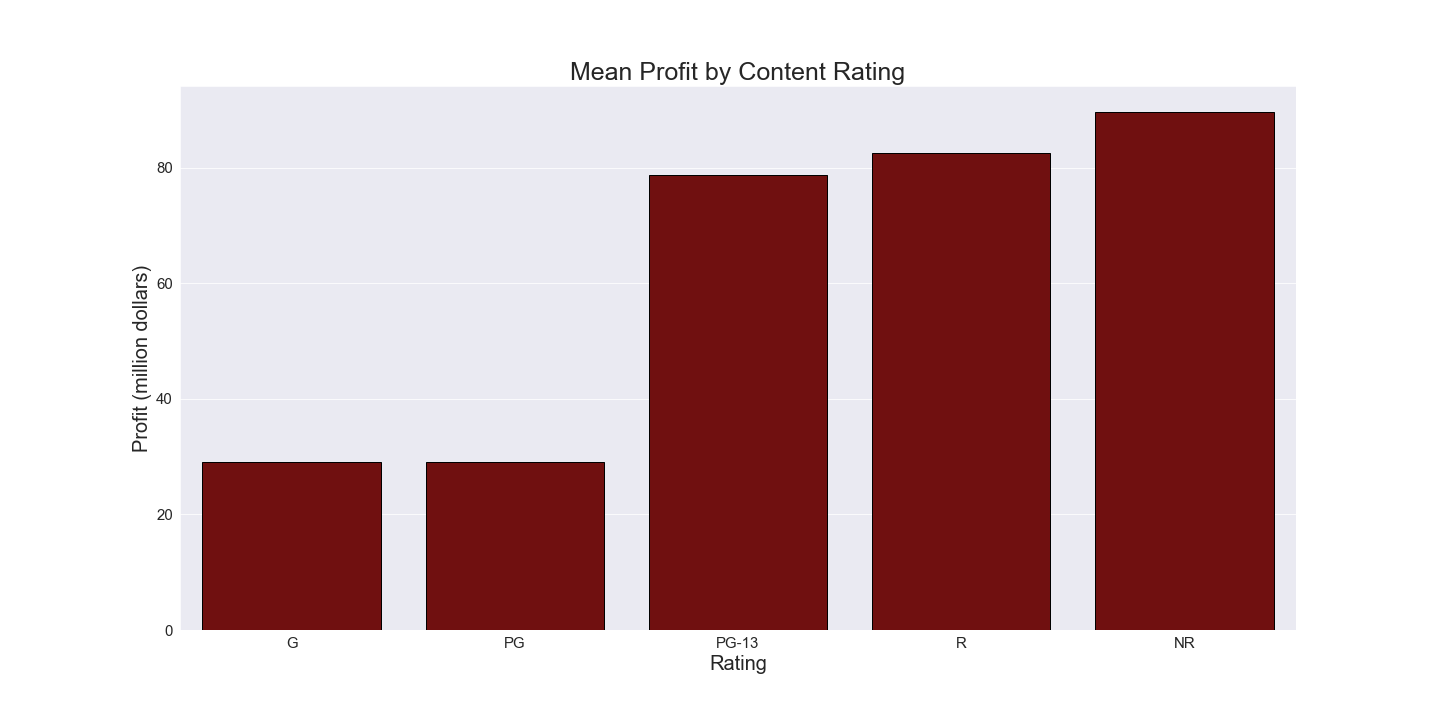 Mean Profit by Content Rating
Profit (million dollars)
80
60
40
20
0
G PG PG-13 R NR
Rating